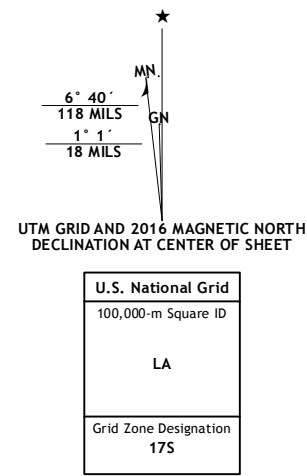 ★
MN.
6° 40´
118 MILS
GN
1° 1´
18 MILS
UTM GRID AND 2016 MAGNETIC NORTH
DECLINATION AT CENTER OF SHEET
U.S. National Grid
100,000-m Square ID
LA
Grid Zone Designation
17S